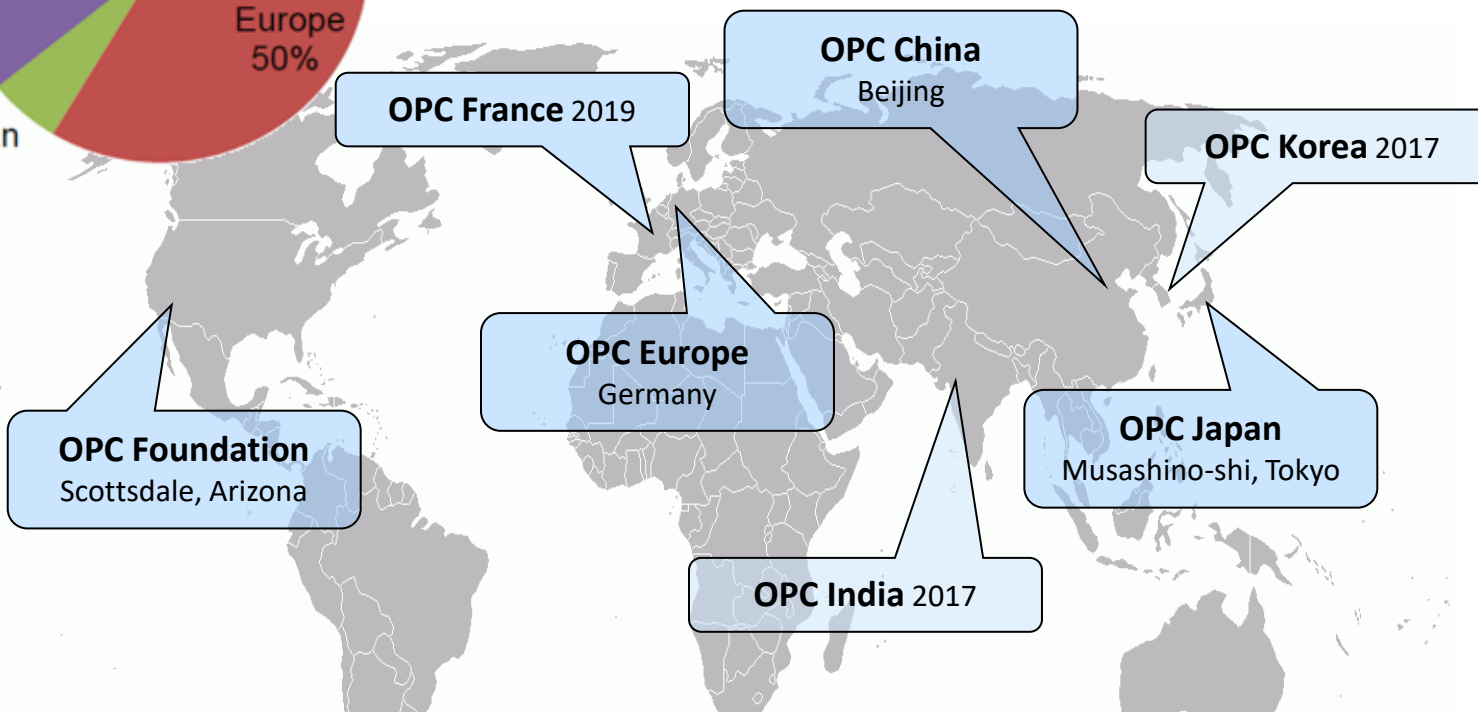 Europe
50%
n
OPC France 2019
OPC China
Beijing
OPC Korea 2017
OPC Europe
Germany
OPC Foundation
Scottsdale, Arizona
OPC Japan
Musashino-shi, Tokyo
OPC India 2017